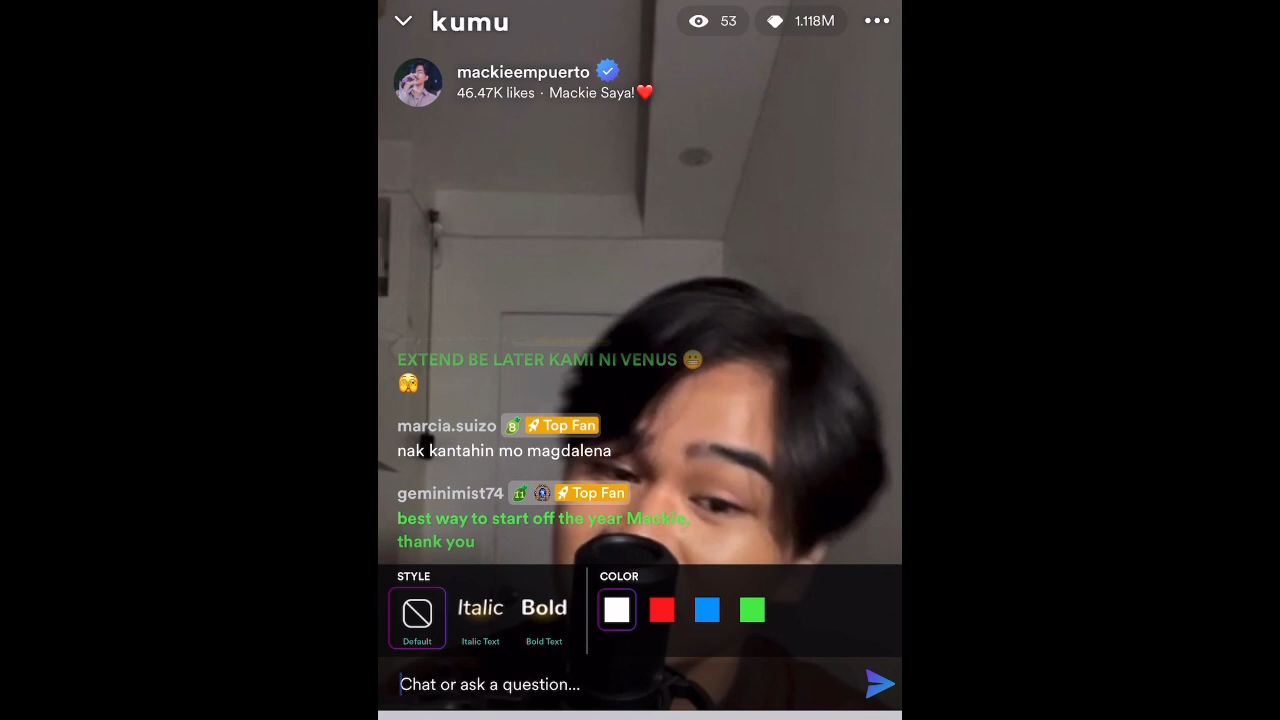 kumu
53
1.118M
mackieempuerto
46.47K likes · Mackie Saya!❤️
EXTEND BE LATER KAMI NI VENUS 😬
🫣
marcia.suizo 8 Top Fan
nak kantahin mo magdalena
geminimist74 11 Top Fan
best way to start off the year Mackie,
thank you
STYLE
COLOR
Italic
Bold
Default
Italic Text
Bold Text
Chat or ask a question...